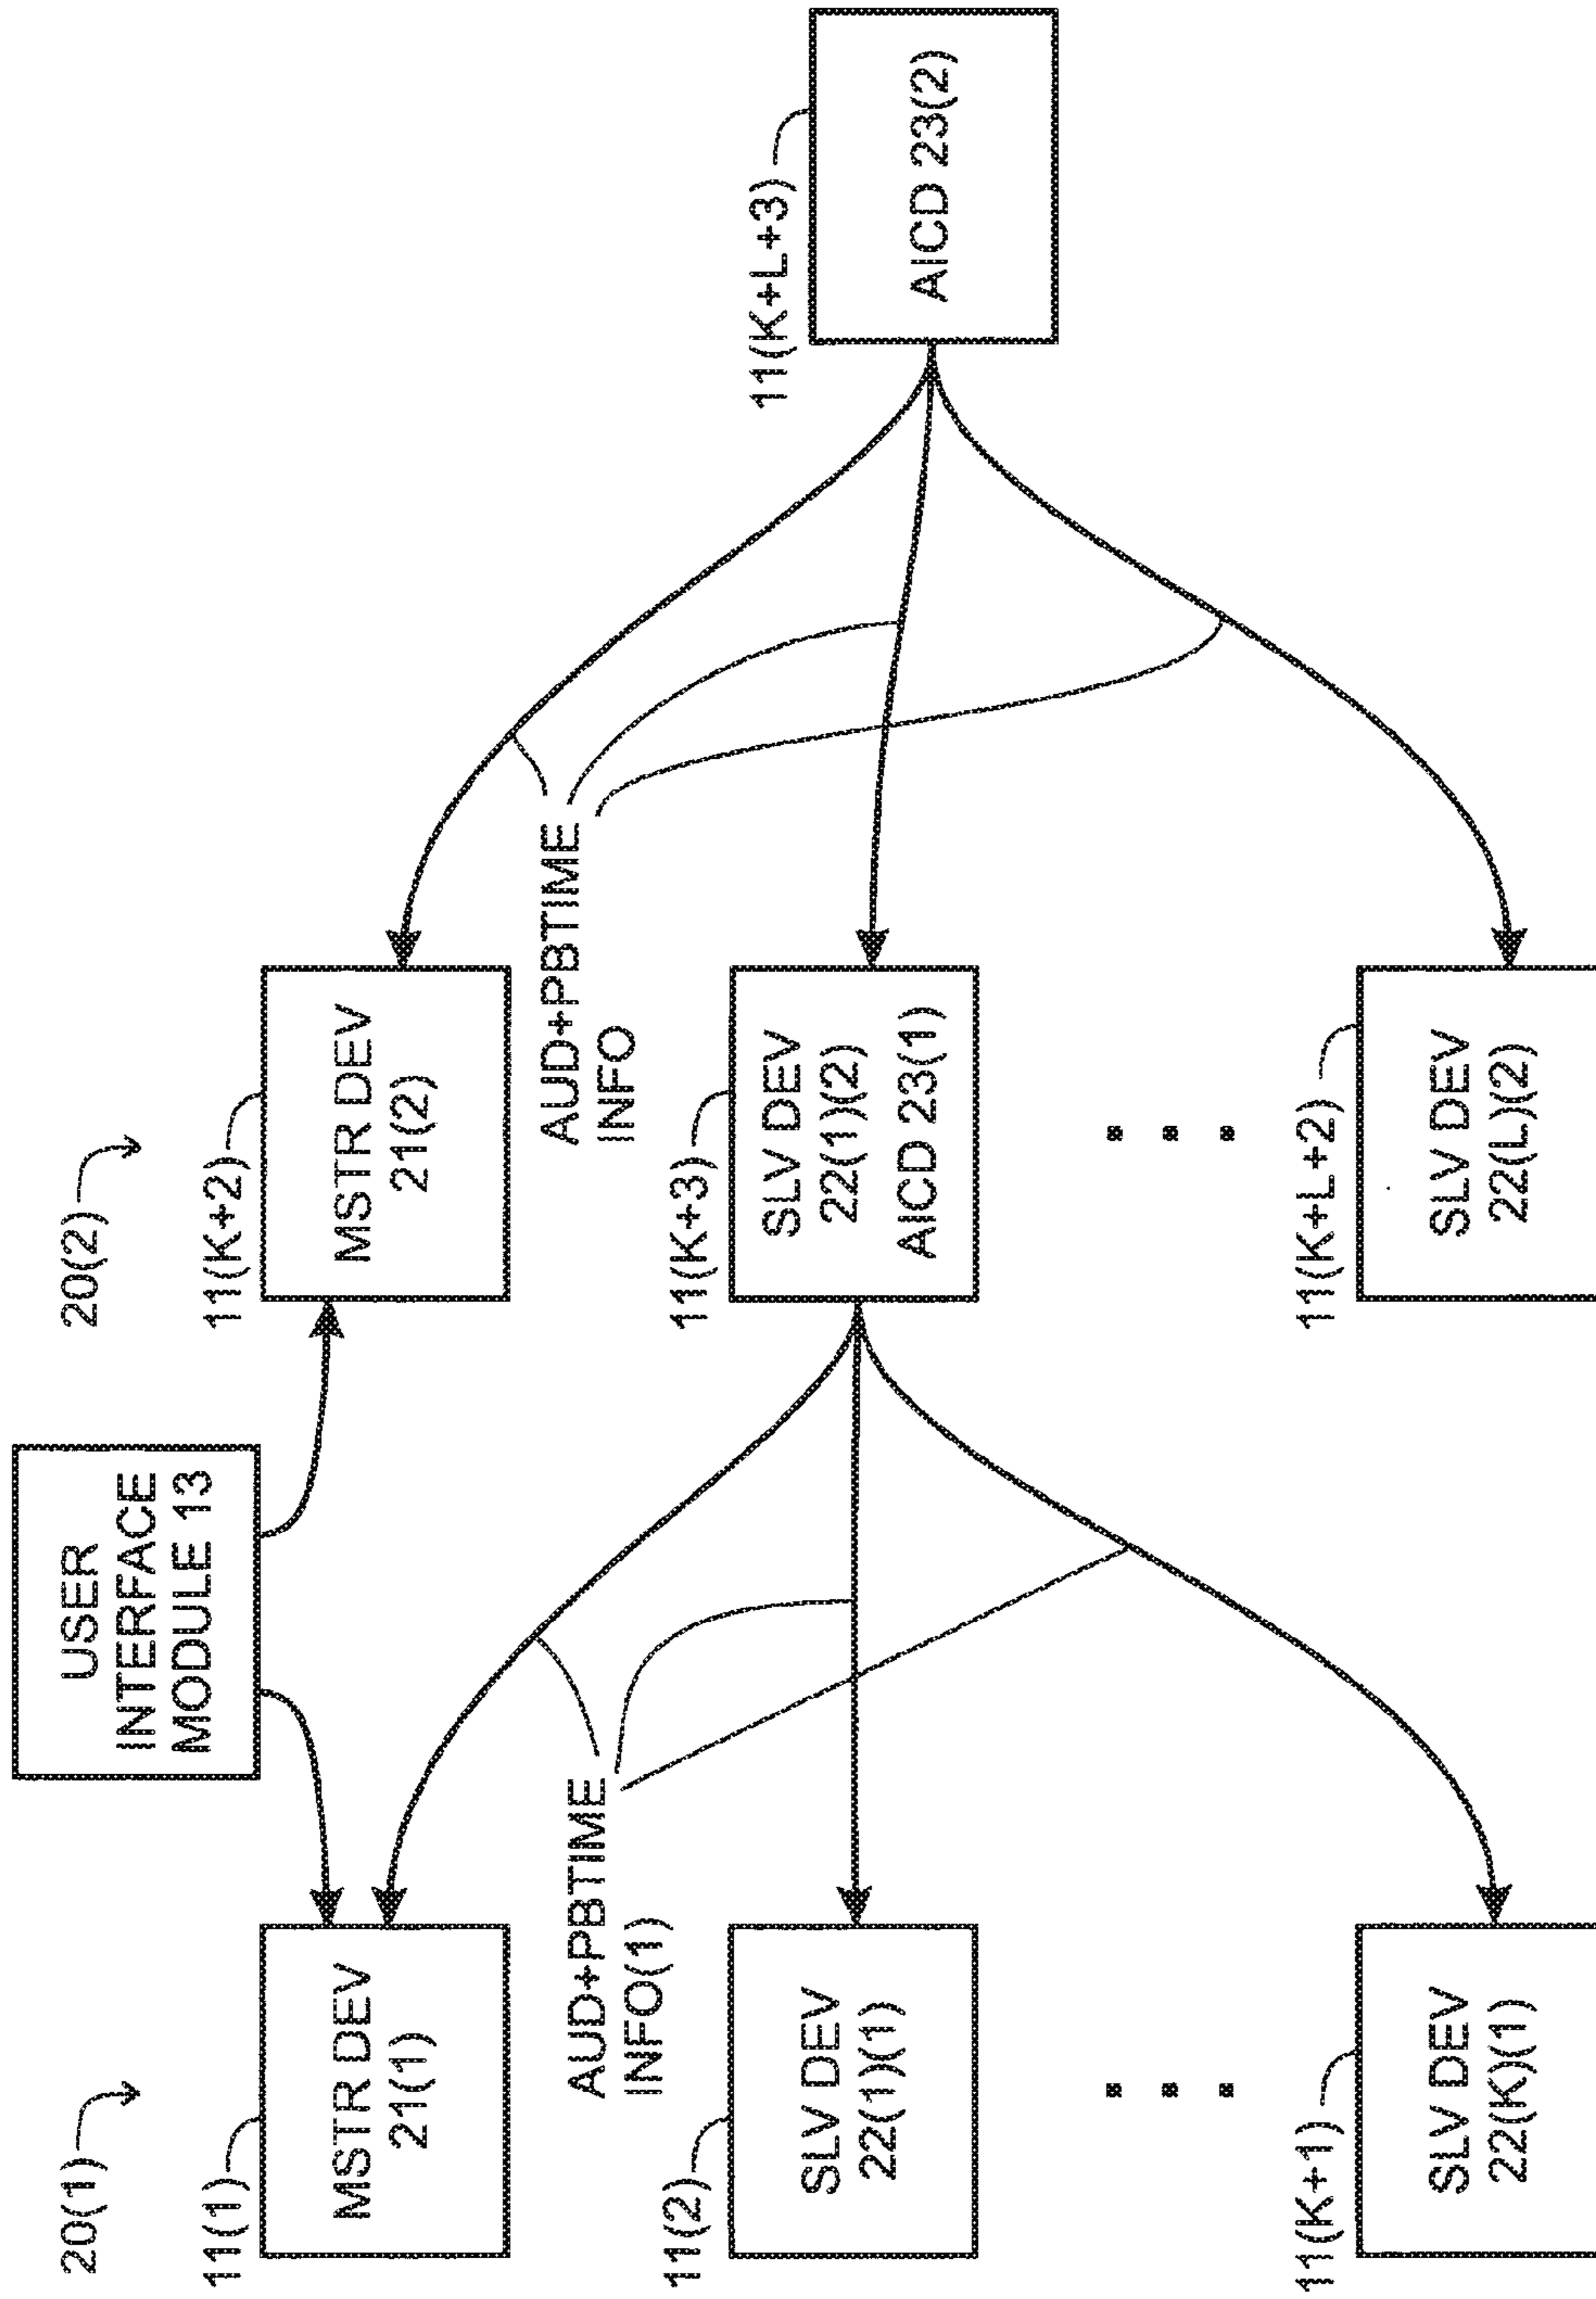 20(1)
11(1)
MSTR DEV
21(1)
AUD+PBTIME
INFO(1)
11(2)
SLV DEV
22(1)(1)
11(K+1)
SLV DEV
22(K)(1)
USER
INTERFACE
MODULE 13
20(2)
11(K+2)
MSTR DEV
21(2)
AUD+PBTIME
INFO
11(K+3)
SLV DEV
22(1)(2)
AICD 23(1)
11(K+L+2)
SLV DEV
22(L)(2)
11(K+L+3)
AICD 23(2)